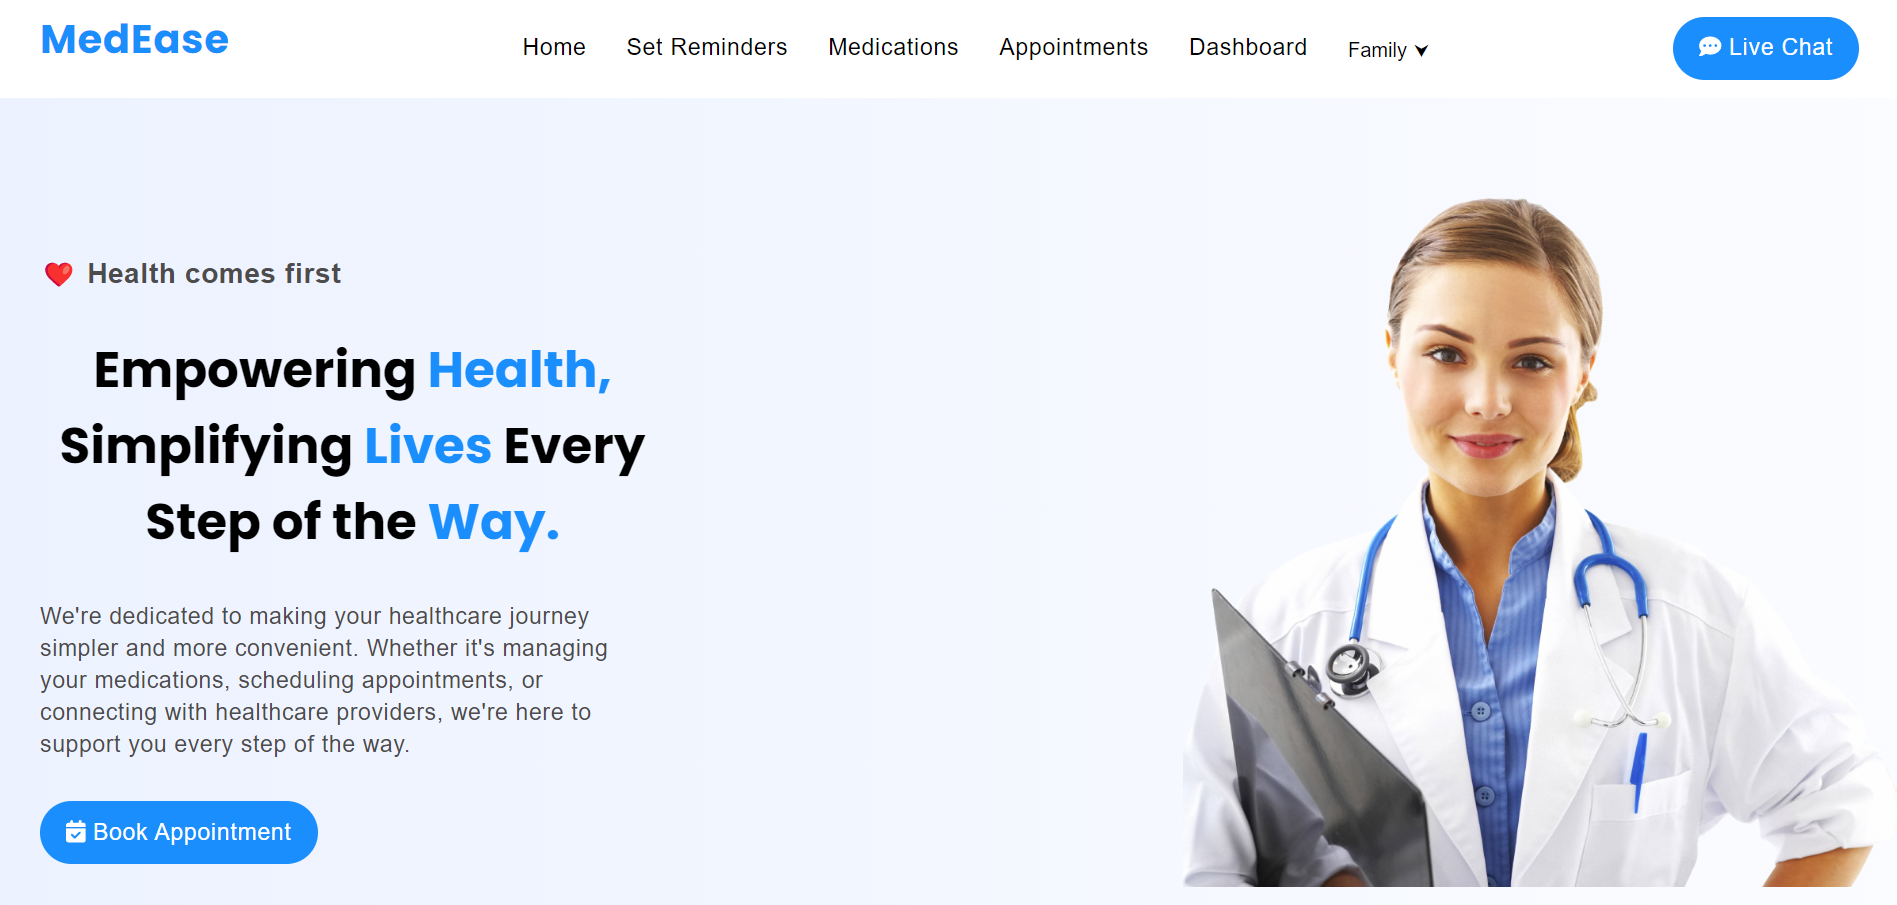 MedEase
Home
Set Reminders
Medications
Appointments
Dashboard
Family
Live Chat
Health comes first
Empowering Health,
Simplifying Lives Every
Step of the Way.
We're dedicated to making your healthcare journey
simpler and more convenient. Whether it's managing
your medications, scheduling appointments, or
connecting with healthcare providers, we're here to
support you every step of the way.
Book Appointment